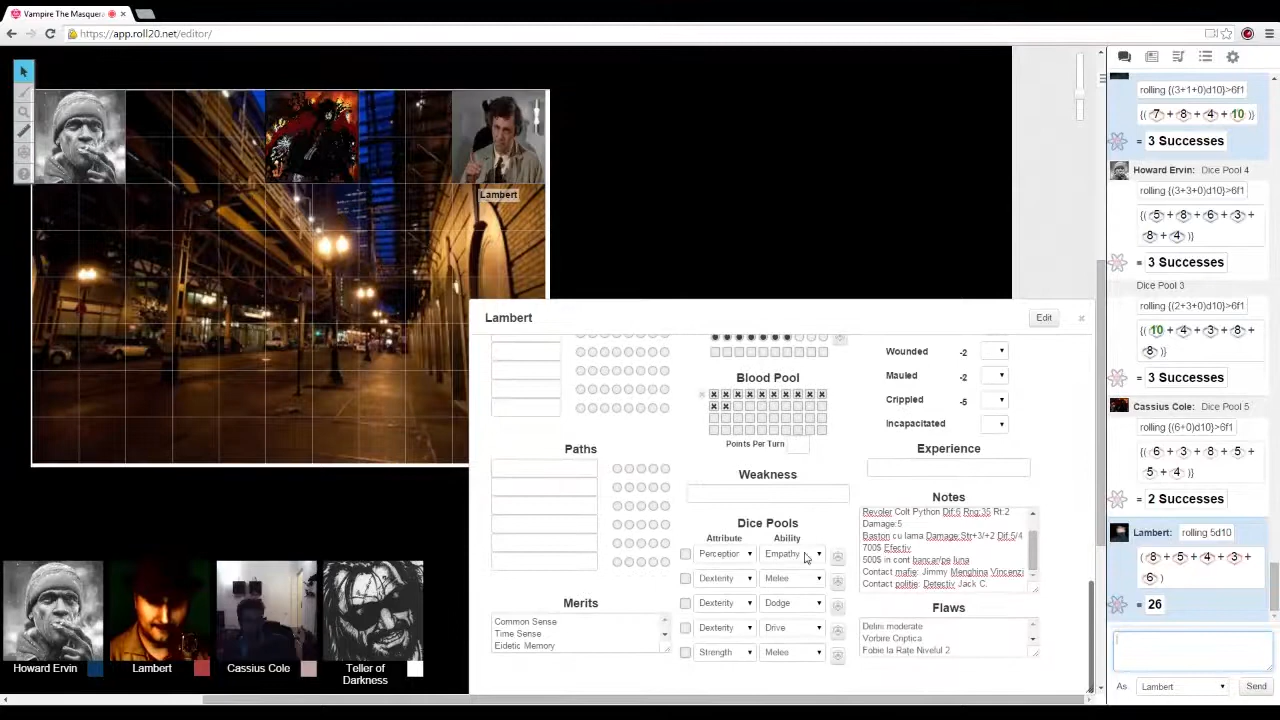 Vampire The Masquera
https://app.roll20.net/editor/
Lambert
Howard Ervin
Lambert
Cassius Cole
Teller of
Darkness
Lambert
Edit
Blood Pool
Points Per Turn
Paths
Weakness
Dice Pools
Attribute Ability
Perception Empathy
Dexterity Melee
Dexterity Dodge
Dexterity Drive
Strength Melee
Merits
Common Sense
Time Sense
Eidetic Memory
Wounded -2
Mauled -2
Crippled -5
Incapacitated
Experience
Notes
Revoler Colt Python Dif:6 Rng:35 Rt:2
Damage:5
Baston cu lama Damage:Str+3/+2 Dif:5/4
700$ Efectiv
500$ in cont bancar/pe luna
Contact mafie: Jimmy Menghina Vincenzi
Contact politie: Detectiv Jack C.
Flaws
Deliri moderate
Vorbire Criptica
Fobie la Rate Nivelul 2
rolling {(3+1+0)d10}>6f1
{( 7 + 8 + 4 + 10 )}
= 3 Successes
Howard Ervin: Dice Pool 4
rolling {(3+3+0)d10}>6f1
{( 5 + 8 + 6 + 3 +
8 + 4 )}
= 3 Successes
Dice Pool 3
rolling {(2+3+0)d10}>6f1
{( 10 + 4 + 3 + 8 +
8 )}
= 3 Successes
Cassius Cole: Dice Pool 5
rolling {(6+0)d10}>6f1
{( 6 + 3 + 8 + 5 +
5 + 4 )}
= 2 Successes
Lambert: rolling 5d10
( 8 + 5 + 4 + 3 +
6 )
= 26
As Lambert Send